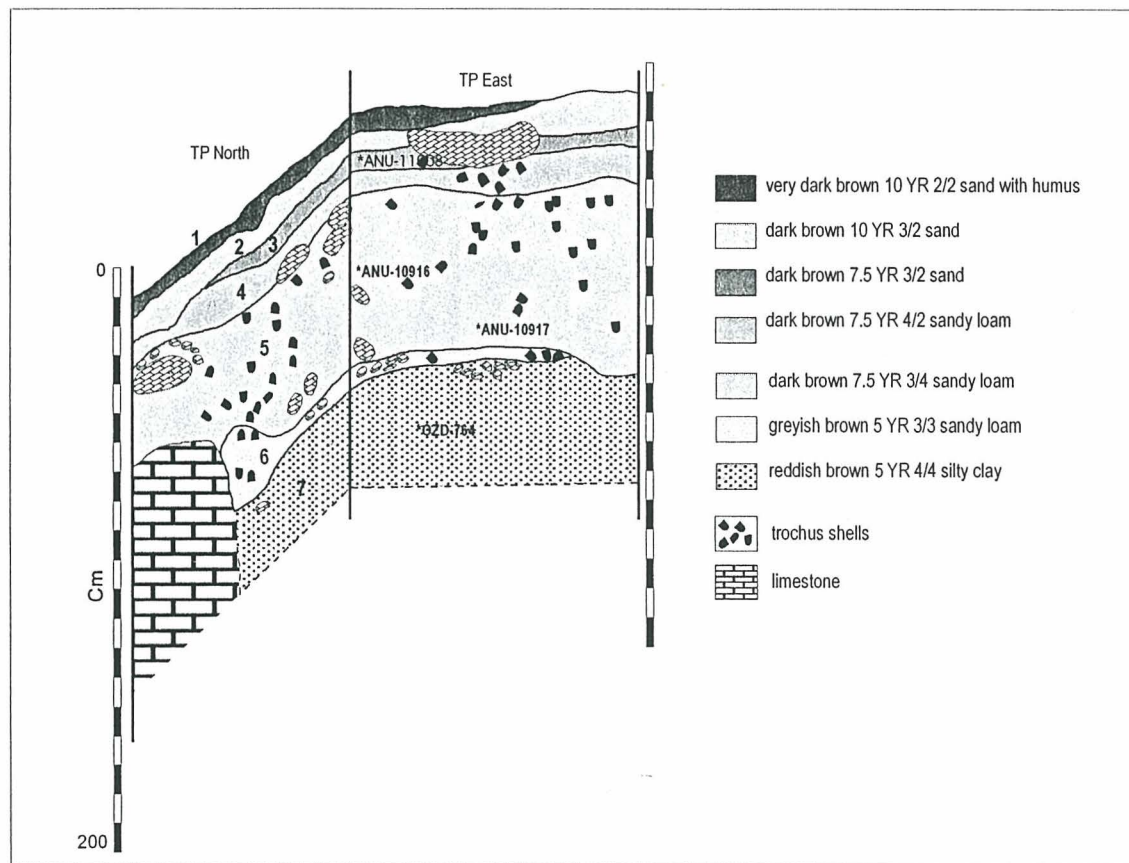 TP East
TP North
1
2
3
4
5
6
7
*ANU-10916
*ANU-10917
0
Cm
200
very dark brown 10 YR 2/2 sand with humus
dark brown 10 YR 3/2 sand
dark brown 7.5 YR 3/2 sand
dark brown 7.5 YR 4/2 sandy loam
dark brown 7.5 YR 3/4 sandy loam
greyish brown 5 YR 3/3 sandy loam
reddish brown 5 YR 4/4 silty clay
trochus shells
limestone